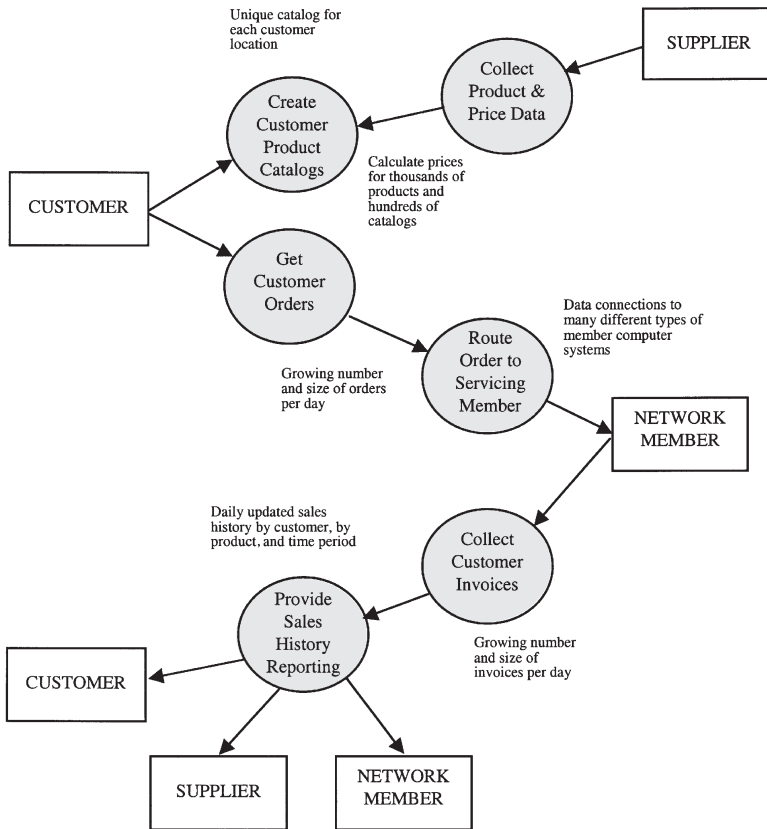 Unique catalog for
each customer
location
SUPPLIER
Collect
Product &
Price Data
Create
Customer
Product
Catalogs
Calculate prices
for thousands of
products and
hundreds of
catalogs
CUSTOMER
Get
Customer
Orders
Data connections to
many different types of
member computer
systems
Route
Order to
Servicing
Member
Growing number
and size of orders
per day
NETWORK
MEMBER
Daily updated sales
history by customer, by
product, and time period
Collect
Customer
Invoices
Provide
Sales
History
Reporting
Growing number
and size of
invoices per day
CUSTOMER
SUPPLIER
NETWORK
MEMBER